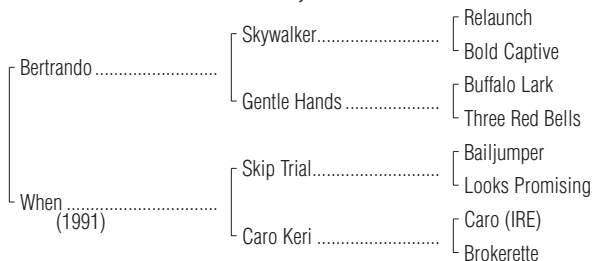 Relaunch
Skywalker
Bold Captive
Bertrando
Buffalo Lark
Gentle Hands
Three Red Bells
Bailjumper
Skip Trial
Looks Promising
When
(1991)
Caro (IRE)
Caro Keri
Brokerette